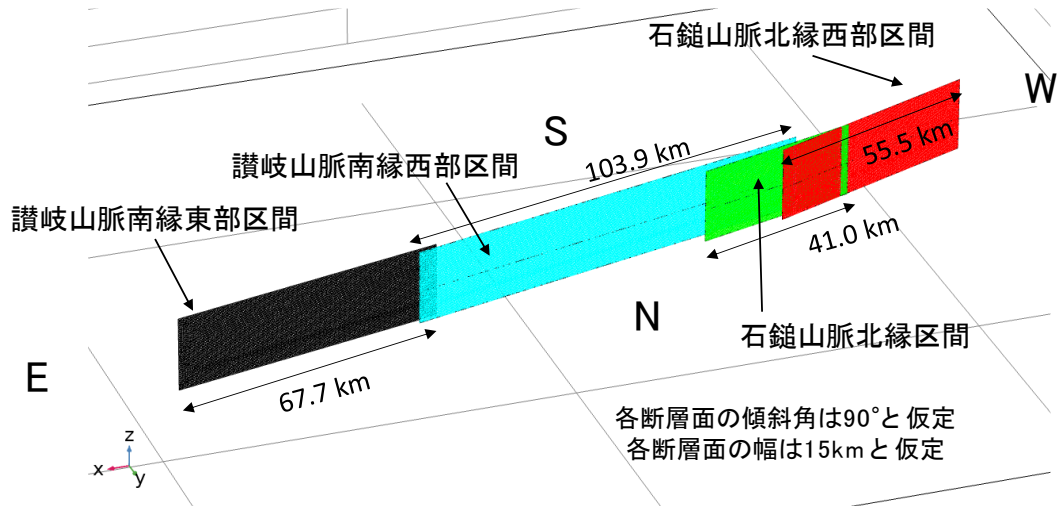 石鎚山脈北縁西部区間
W
S
103.9 km
55.5 km
讃岐山脈南縁西部区間
讃岐山脈南縁東部区間
41.0 km
N
石鎚山脈北縁区間
E
67.7 km
各断層面の傾斜角は90°と仮定
各断層面の幅は15kmと仮定
z
x
y